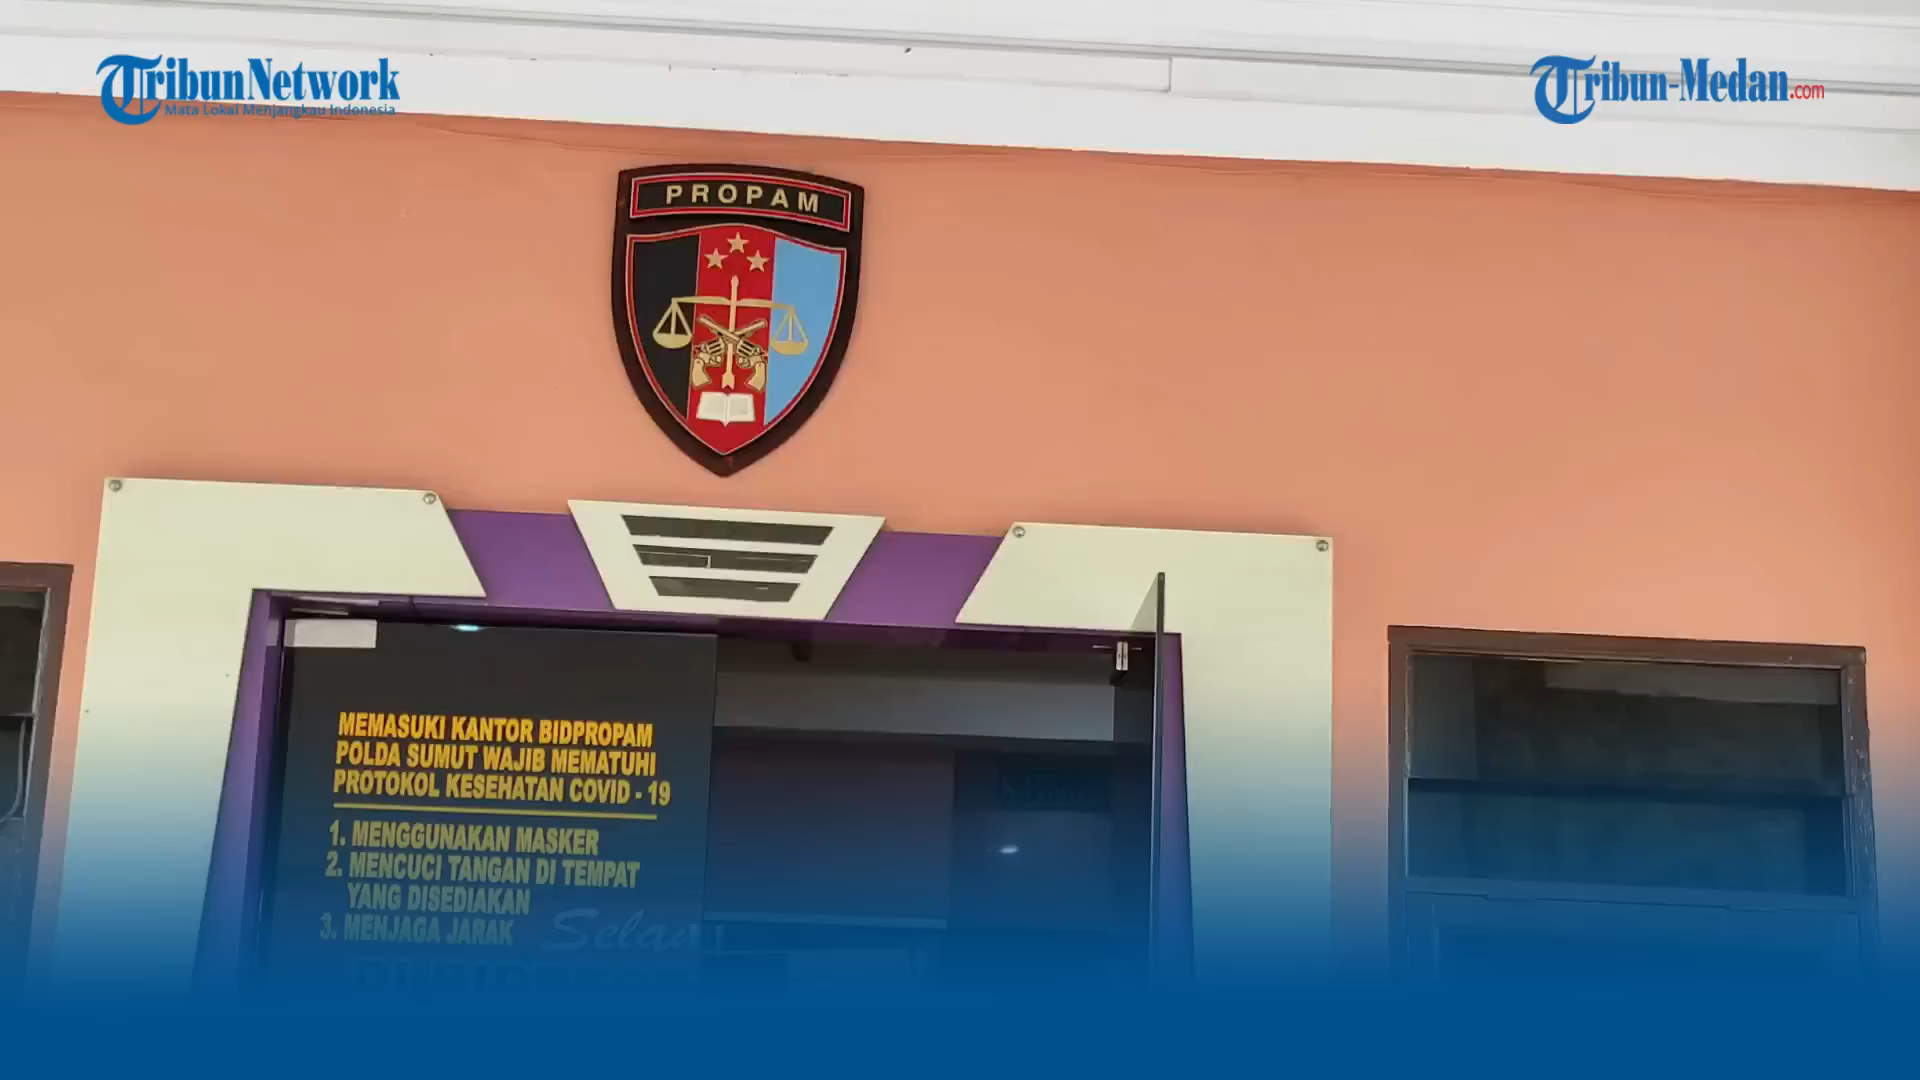 TribunNetwork
Mata Lokal Menjangkau Indonesia
Tribun-Medan.com
PROPAM
MEMASUKI KANTOR BIDPROPAM
POLDA SUMUT WAJIB MEMATUHI
PROTOKOL KESEHATAN COVID - 19
1. MENGGUNAKAN MASKER
2. MENCUCI TANGAN DI TEMPAT
YANG DISEDIAKAN
3. MENJAGA JARAK